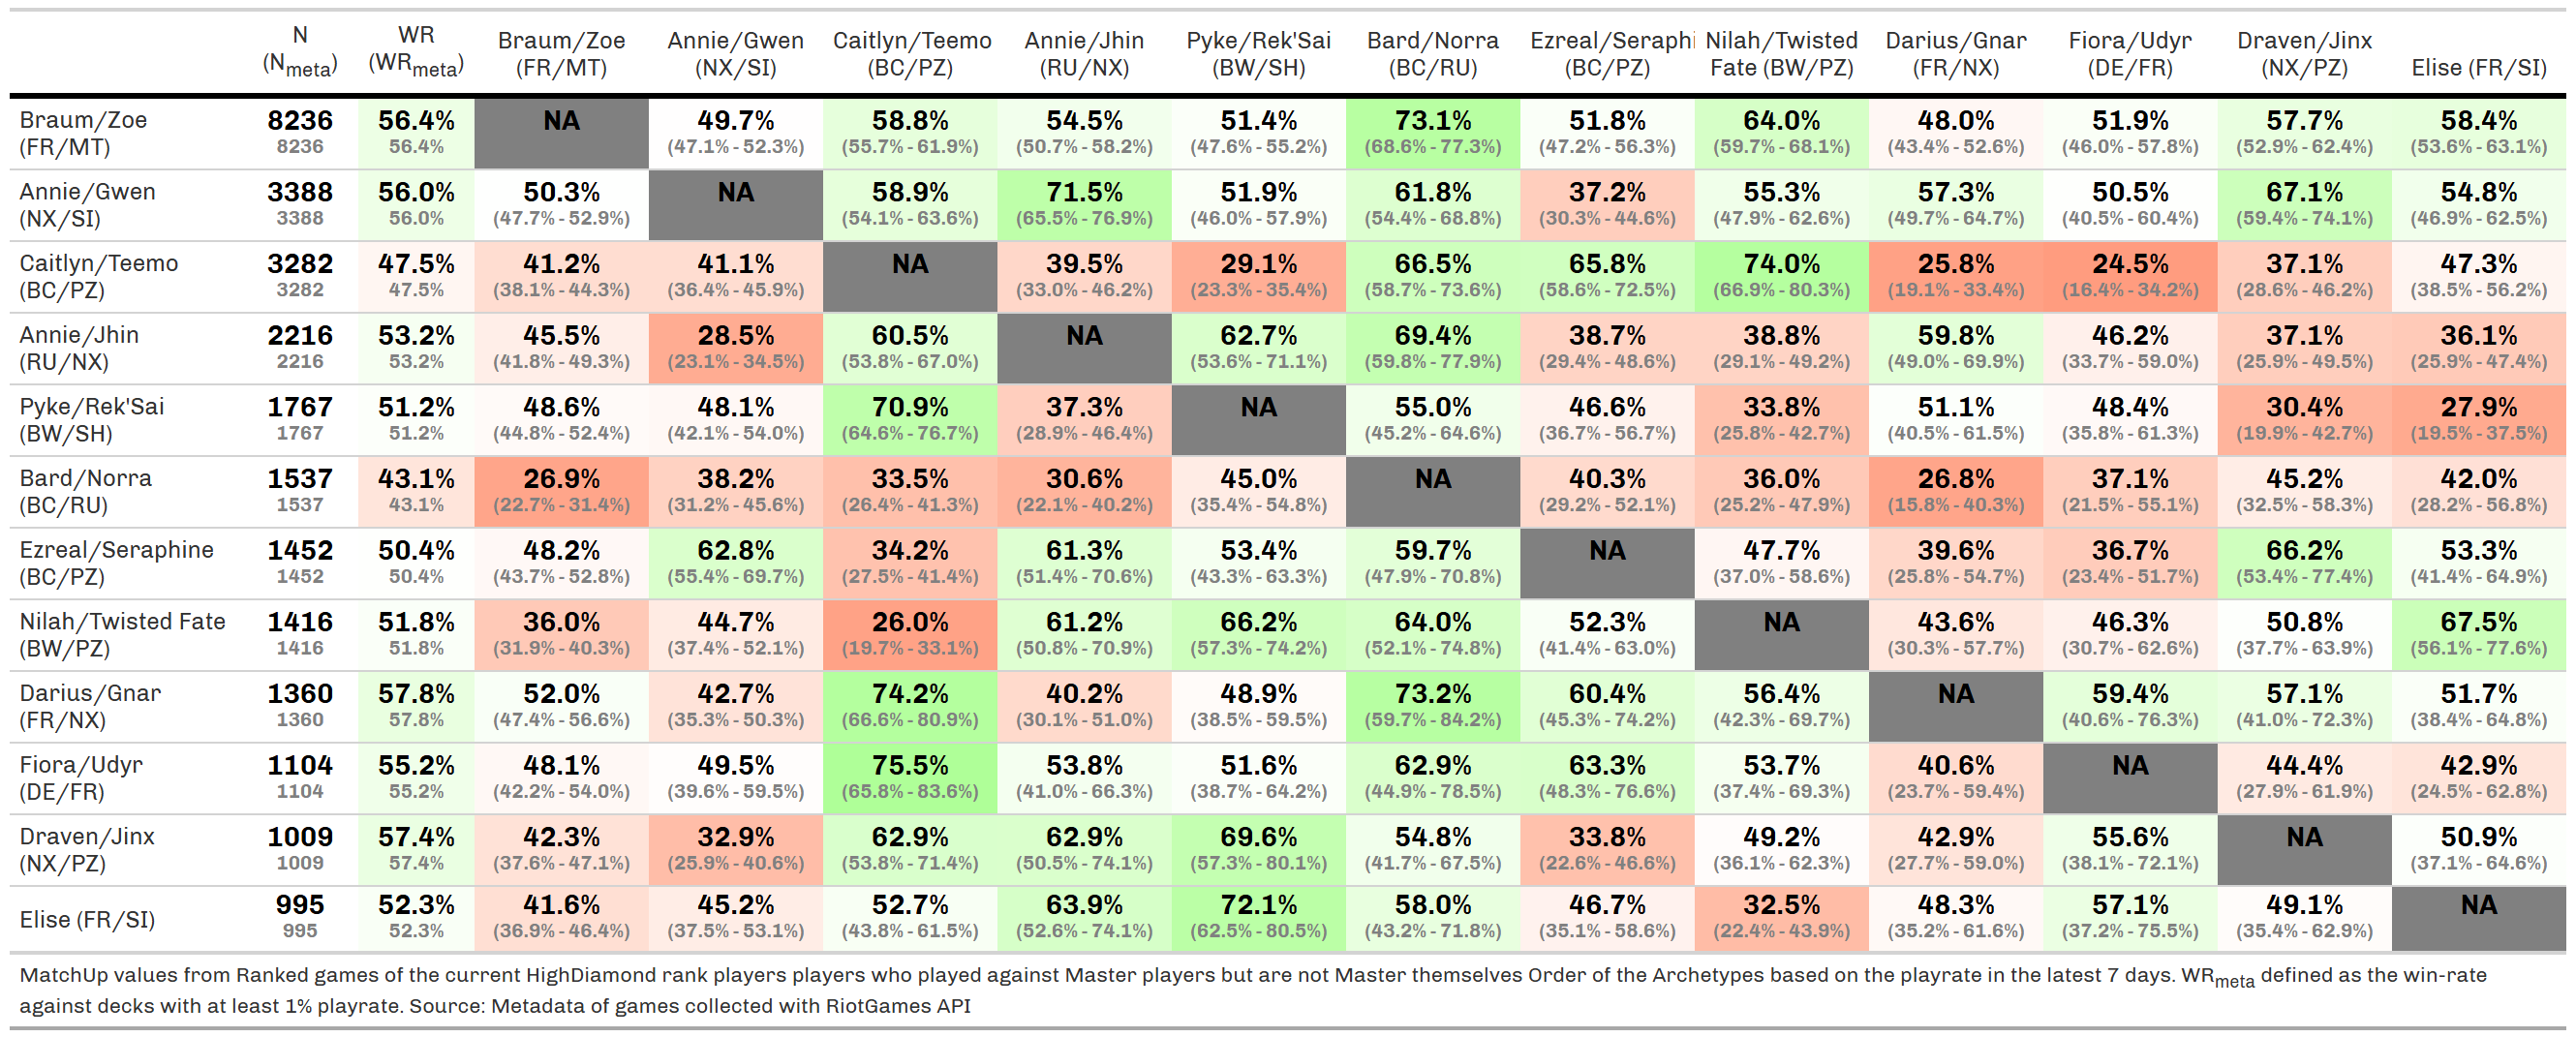 N WR Braum/Zoe Annie/Gwen Caitlyn/Teemo Annie/Jhin Pyke/Rek'Sai Bard/Norra Ezreal/Seraphi Nilah/Twisted Darius/Gnar Fiora/Udyr Draven/Jinx
(Nmeta) (WRmeta) (FR/MT) (NX/SI) (BC/PZ) (RU/NX) (BW/SH) (BC/RU) (BC/PZ) Fate (BW/PZ) (FR/NX) (DE/FR) (NX/PZ) Elise (FR/SI)
Braum/Zoe 8236 56.4% NA 49.7% 58.8% 54.5% 51.4% 73.1% 51.8% 64.0% 48.0% 51.9% 57.7% 58.4%
(FR/MT) 8236 56.4% (47.1% - 52.3%) (55.7% - 61.9%) (50.7% - 58.2%) (47.6% - 55.2%) (68.6% - 77.3%) (47.2% - 56.3%) (59.7% - 68.1%) (43.4% - 52.6%) (46.0% - 57.8%) (52.9% - 62.4%) (53.6% - 63.1%)
Annie/Gwen 3388 56.0% 50.3% NA 58.9% 71.5% 51.9% 61.8% 37.2% 55.3% 57.3% 50.5% 67.1% 54.8%
(NX/SI) 3388 56.0% (47.7% - 52.9%) (54.1% - 63.6%) (65.5% - 76.9%) (46.0% - 57.9%) (54.4% - 68.8%) (30.3% - 44.6%) (47.9% - 62.6%) (49.7% - 64.7%) (40.5% - 60.4%) (59.4% - 74.1%) (46.9% - 62.5%)
Caitlyn/Teemo 3282 47.5% 41.2% 41.1% NA 39.5% 29.1% 66.5% 65.8% 74.0% 25.8% 24.5% 37.1% 47.3%
(BC/PZ) 3282 47.5% (38.1% - 44.3%) (36.4% - 45.9%) (33.0% - 46.2%) (23.3% - 35.4%) (58.7% - 73.6%) (58.6% - 72.5%) (66.9% - 80.3%) (19.1% - 33.4%) (16.4% - 34.2%) (28.6% - 46.2%) (38.5% - 56.2%)
Annie/Jhin 2216 53.2% 45.5% 28.5% 60.5% NA 62.7% 69.4% 38.7% 38.8% 59.8% 46.2% 37.1% 36.1%
(RU/NX) 2216 53.2% (41.8% - 49.3%) (23.1% - 34.5%) (53.8% - 67.0%) (53.6% - 71.1%) (59.8% - 77.9%) (29.4% - 48.6%) (29.1% - 49.2%) (49.0% - 69.9%) (33.7% - 59.0%) (25.9% - 49.5%) (25.9% - 47.4%)
Pyke/Rek'Sai 1767 51.2% 48.6% 48.1% 70.9% 37.3% NA 55.0% 46.6% 33.8% 51.1% 48.4% 30.4% 27.9%
(BW/SH) 1767 51.2% (44.8% - 52.4%) (42.1% - 54.0%) (64.6% - 76.7%) (28.9% - 46.4%) (45.2% - 64.6%) (36.7% - 56.7%) (25.8% - 42.7%) (40.5% - 61.5%) (35.8% - 61.3%) (19.9% - 42.7%) (19.5% - 37.5%)
Bard/Norra 1537 43.1% 26.9% 38.2% 33.5% 30.6% 45.0% NA 40.3% 36.0% 26.8% 37.1% 45.2% 42.0%
(BC/RU) 1537 43.1% (22.7% - 31.4%) (31.2% - 45.6%) (26.4% - 41.3%) (22.1% - 40.2%) (35.4% - 54.8%) (29.2% - 52.1%) (25.2% - 47.9%) (15.8% - 40.3%) (21.5% - 55.1%) (32.5% - 58.3%) (28.2% - 56.8%)
Ezreal/Seraphine 1452 50.4% 48.2% 62.8% 34.2% 61.3% 53.4% 59.7% NA 47.7% 39.6% 36.7% 66.2% 53.3%
(BC/PZ) 1452 50.4% (43.7% - 52.8%) (55.4% - 69.7%) (27.5% - 41.4%) (51.4% - 70.6%) (43.3% - 63.3%) (47.9% - 70.8%) (37.0% - 58.6%) (25.8% - 54.7%) (23.4% - 51.7%) (53.4% - 77.4%) (41.4% - 64.9%)
Nilah/Twisted Fate 1416 51.8% 36.0% 44.7% 26.0% 61.2% 66.2% 64.0% 52.3% NA 43.6% 46.3% 50.8% 67.5%
(BW/PZ) 1416 51.8% (31.9% - 40.3%) (37.4% - 52.1%) (19.7% - 33.1%) (50.8% - 70.9%) (57.3% - 74.2%) (52.1% - 74.8%) (41.4% - 63.0%) (30.3% - 57.7%) (30.7% - 62.6%) (37.7% - 63.9%) (56.1% - 77.6%)
Darius/Gnar 1360 57.8% 52.0% 42.7% 74.2% 40.2% 48.9% 73.2% 60.4% 56.4% NA 59.4% 57.1% 51.7%
(FR/NX) 1360 57.8% (47.4% - 56.6%) (35.3% - 50.3%) (66.6% - 80.9%) (30.1% - 51.0%) (38.5% - 59.5%) (59.7% - 84.2%) (45.3% - 74.2%) (42.3% - 69.7%) (40.6% - 76.3%) (41.0% - 72.3%) (38.4% - 64.8%)
Fiora/Udyr 1104 55.2% 48.1% 49.5% 75.5% 53.8% 51.6% 62.9% 63.3% 53.7% 40.6% NA 44.4% 42.9%
(DE/FR) 1104 55.2% (42.2% - 54.0%) (39.6% - 59.5%) (65.8% - 83.6%) (41.0% - 66.3%) (38.7% - 64.2%) (44.9% - 78.5%) (48.3% - 76.6%) (37.4% - 69.3%) (23.7% - 59.4%) (27.9% - 61.9%) (24.5% - 62.8%)
Draven/Jinx 1009 57.4% 42.3% 32.9% 62.9% 62.9% 69.6% 54.8% 33.8% 49.2% 42.9% 55.6% NA 50.9%
(NX/PZ) 1009 57.4% (37.6% - 47.1%) (25.9% - 40.6%) (53.8% - 71.4%) (50.5% - 74.1%) (57.3% - 80.1%) (41.7% - 67.5%) (22.6% - 46.6%) (36.1% - 62.3%) (27.7% - 59.0%) (38.1% - 72.1%) (37.1% - 64.6%)
Elise (FR/SI) 995 52.3% 41.6% 45.2% 52.7% 63.9% 72.1% 58.0% 46.7% 32.5% 48.3% 57.1% 49.1% NA
995 52.3% (36.9% - 46.4%) (37.5% - 53.1%) (43.8% - 61.5%) (52.6% - 74.1%) (62.5% - 80.5%) (43.2% - 71.8%) (35.1% - 58.6%) (22.4% - 43.9%) (35.2% - 61.6%) (37.2% - 75.5%) (35.4% - 62.9%)
MatchUp values from Ranked games of the current HighDiamond rank players players who played against Master players but are not Master themselves Order of the Archetypes based on the playrate in the latest 7 days. WRmeta defined as the win-rate
against decks with at least 1% playrate. Source: Metadata of games collected with RiotGames API